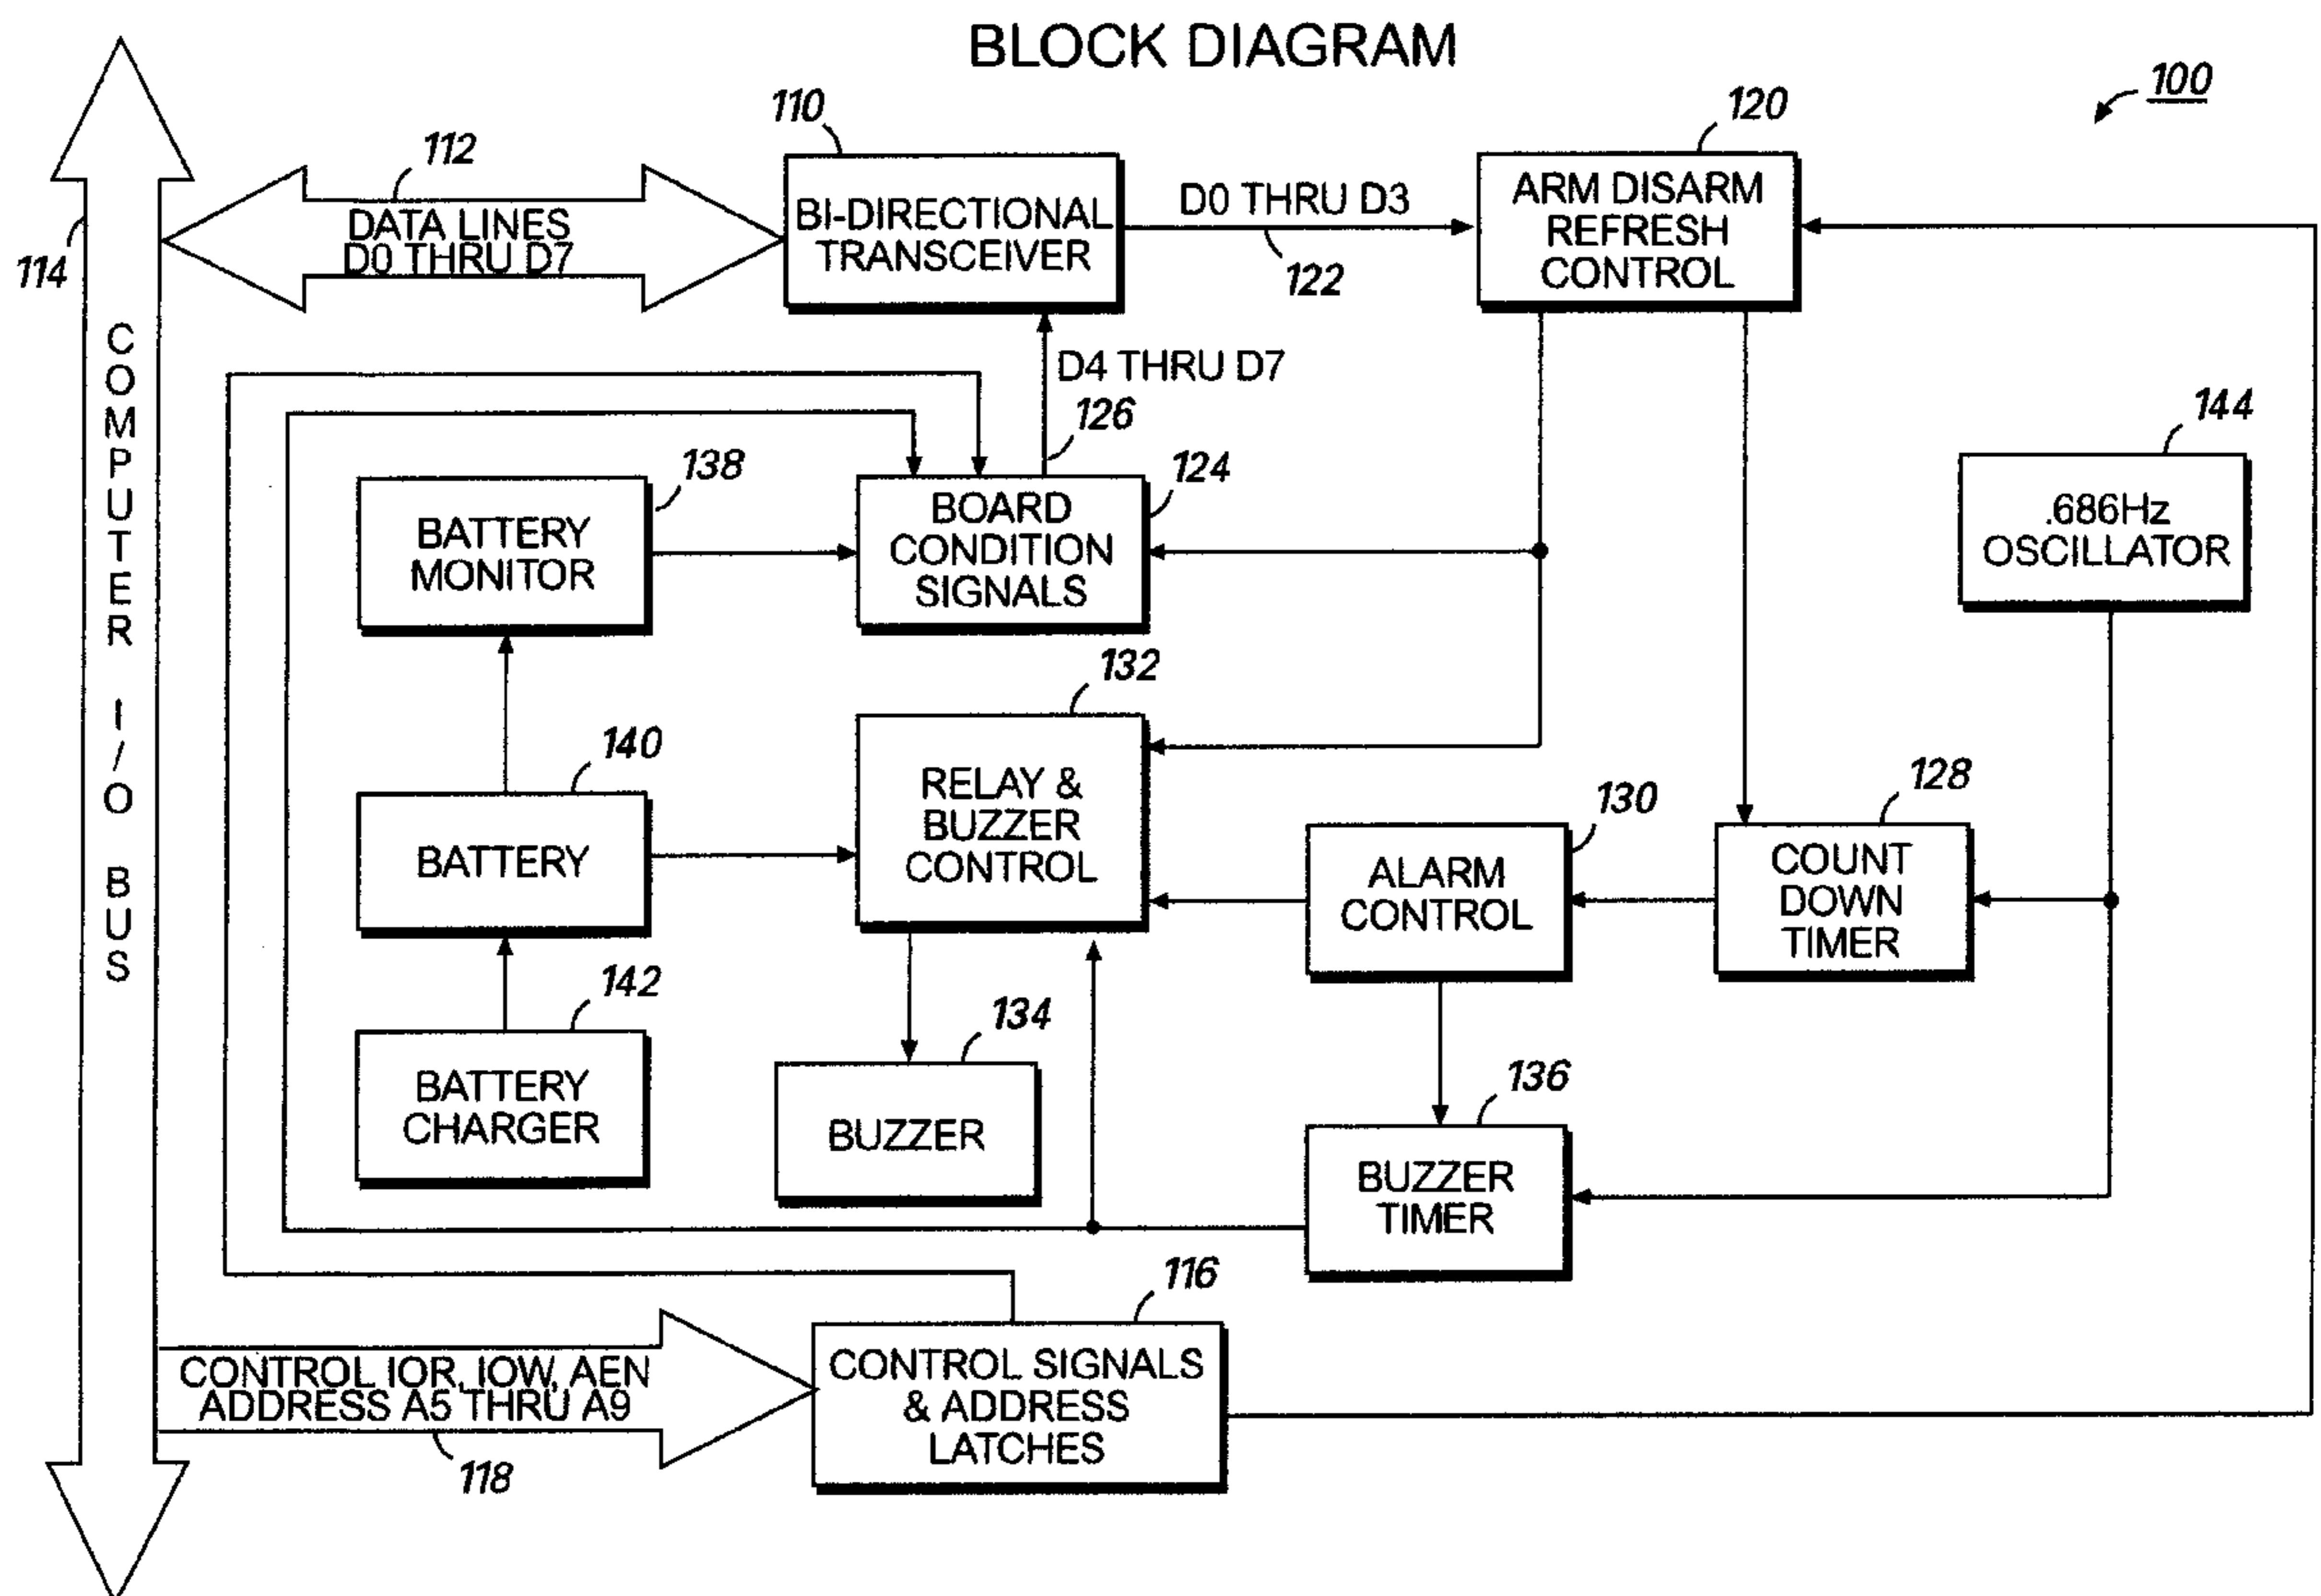 BLOCK DIAGRAM
100
110
120
112
DATA LINES
D0 THRU D7
114
BI-DIRECTIONAL
TRANSCEIVER
D0 THRU D3
122
ARM DISARM
REFRESH
CONTROL
COMPUTER I/O BUS
D4 THRU D7
126
144
.686Hz
OSCILLATOR
138
BATTERY
MONITOR
124
BOARD
CONDITION
SIGNALS
132
RELAY &
BUZZER
CONTROL
140
BATTERY
130
ALARM
CONTROL
128
COUNT
DOWN
TIMER
142
BATTERY
CHARGER
134
BUZZER
136
BUZZER
TIMER
116
CONTROL IOR, IOW, AEN
ADDRESS A5 THRU A9
118
CONTROL SIGNALS
& ADDRESS
LATCHES